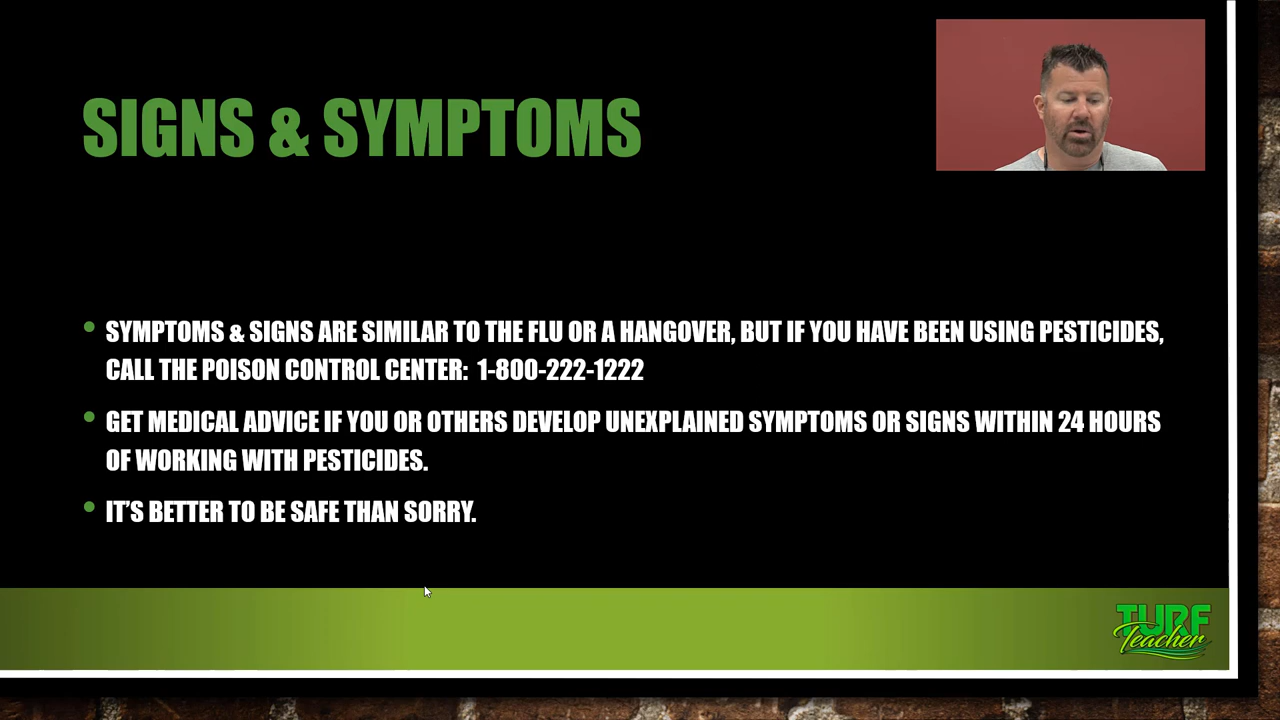 SIGNS & SYMPTOMS
SYMPTOMS & SIGNS ARE SIMILAR TO THE FLU OR A HANGOVER, BUT IF YOU HAVE BEEN USING PESTICIDES,
CALL THE POISON CONTROL CENTER: 1-800-222-1222
GET MEDICAL ADVICE IF YOU OR OTHERS DEVELOP UNEXPLAINED SYMPTOMS OR SIGNS WITHIN 24 HOURS
OF WORKING WITH PESTICIDES.
IT'S BETTER TO BE SAFE THAN SORRY.
TURF
Teacher